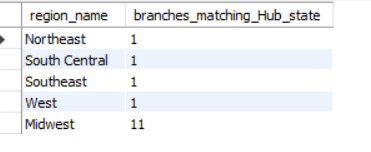 region_name branches_matching_Hub_state
Northeast 1
South Central 1
Southeast 1
West 1
Midwest 11